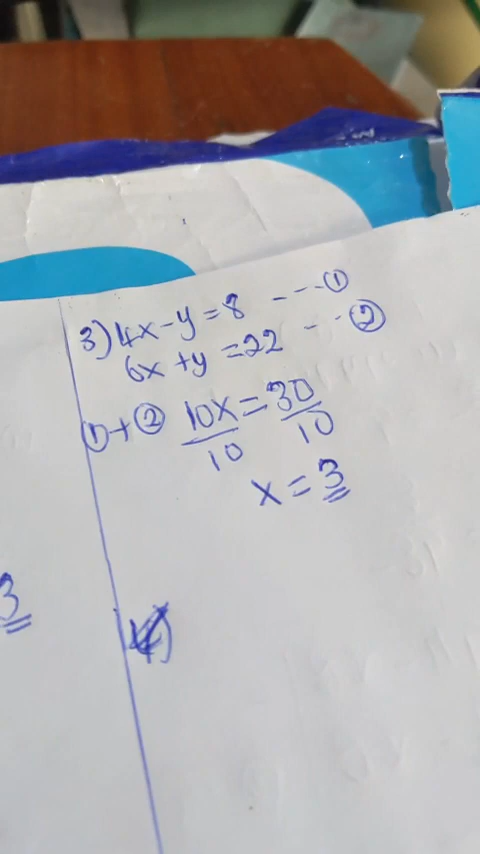 3) 4x - y = 8 --- ①
6x + y = 22 --- ②
① + ② 10x/10 = 30/10
x = 3
3
4)